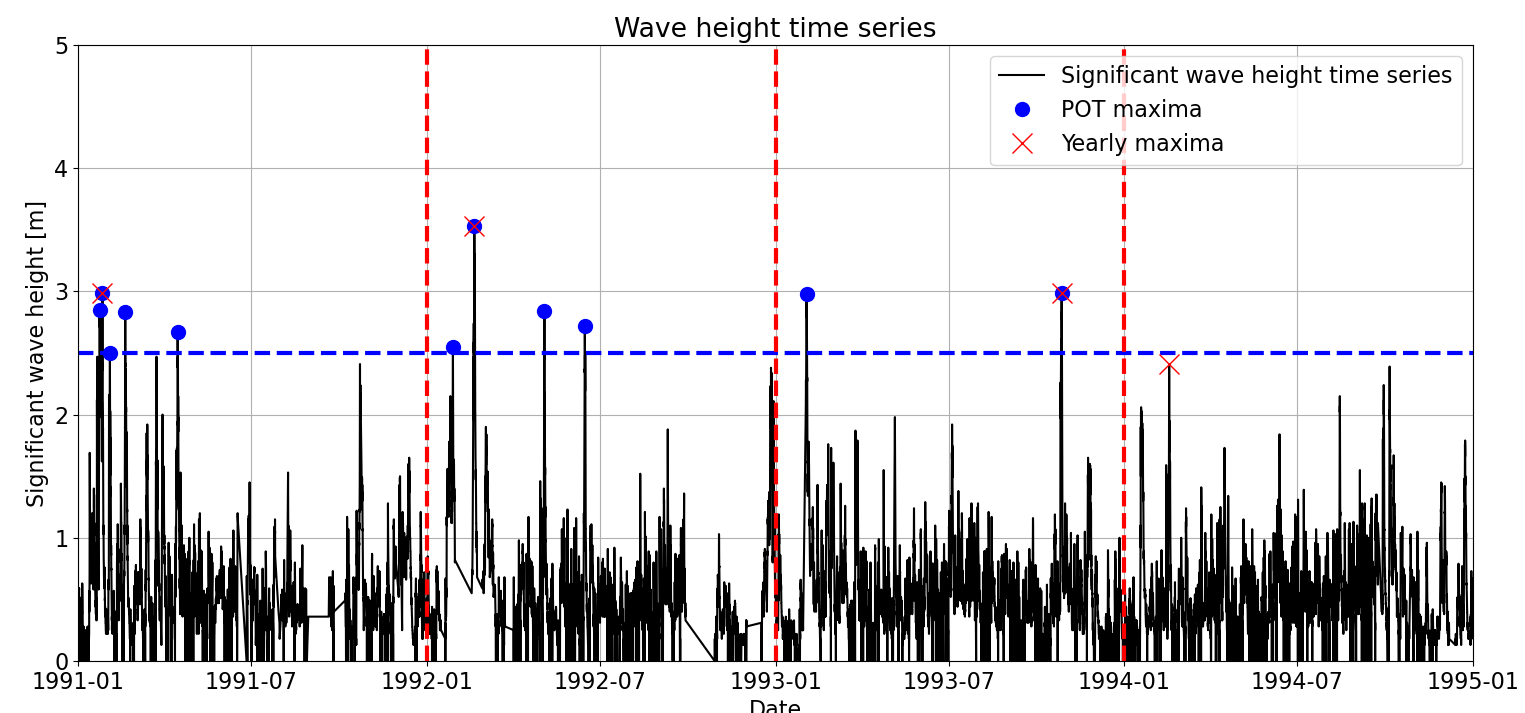 Wave height time series
Significant wave height [m]
5
4
3
2
1
0
Significant wave height time series
POT maxima
Yearly maxima
1991-01 1991-07 1992-01 1992-07 1993-01 1993-07 1994-01 1994-07 1995-01
Date